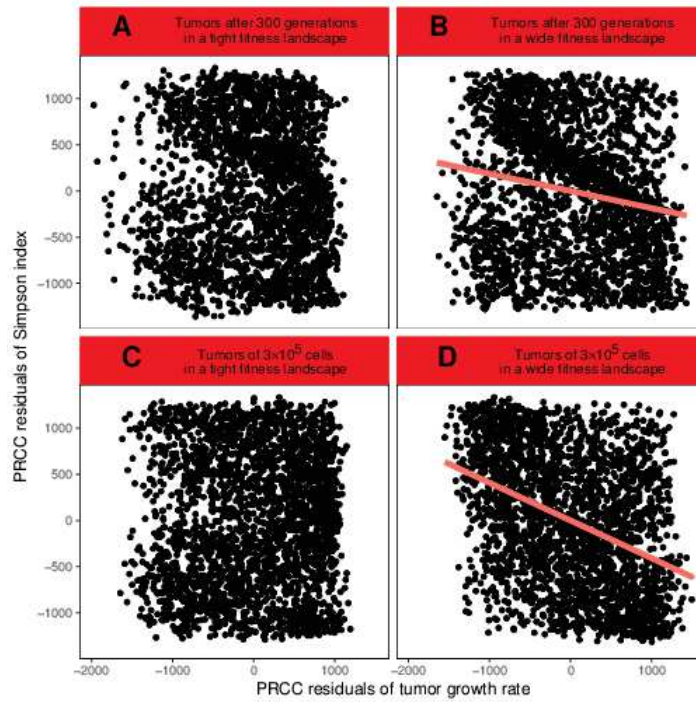 A
Tumors after 300 generations
in a tight fitness landscape
B
Tumors after 300 generations
in a wide fitness landscape
1000
500
0
−500
−1000
PRCC residuals of Simpson index
C
Tumors of 3×10⁵ cells
in a tight fitness landscape
D
Tumors of 3×10⁵ cells
in a wide fitness landscape
1000
500
0
−500
−1000
−2000 −1000 0 1000 −2000 −1000 0 1000
PRCC residuals of tumor growth rate